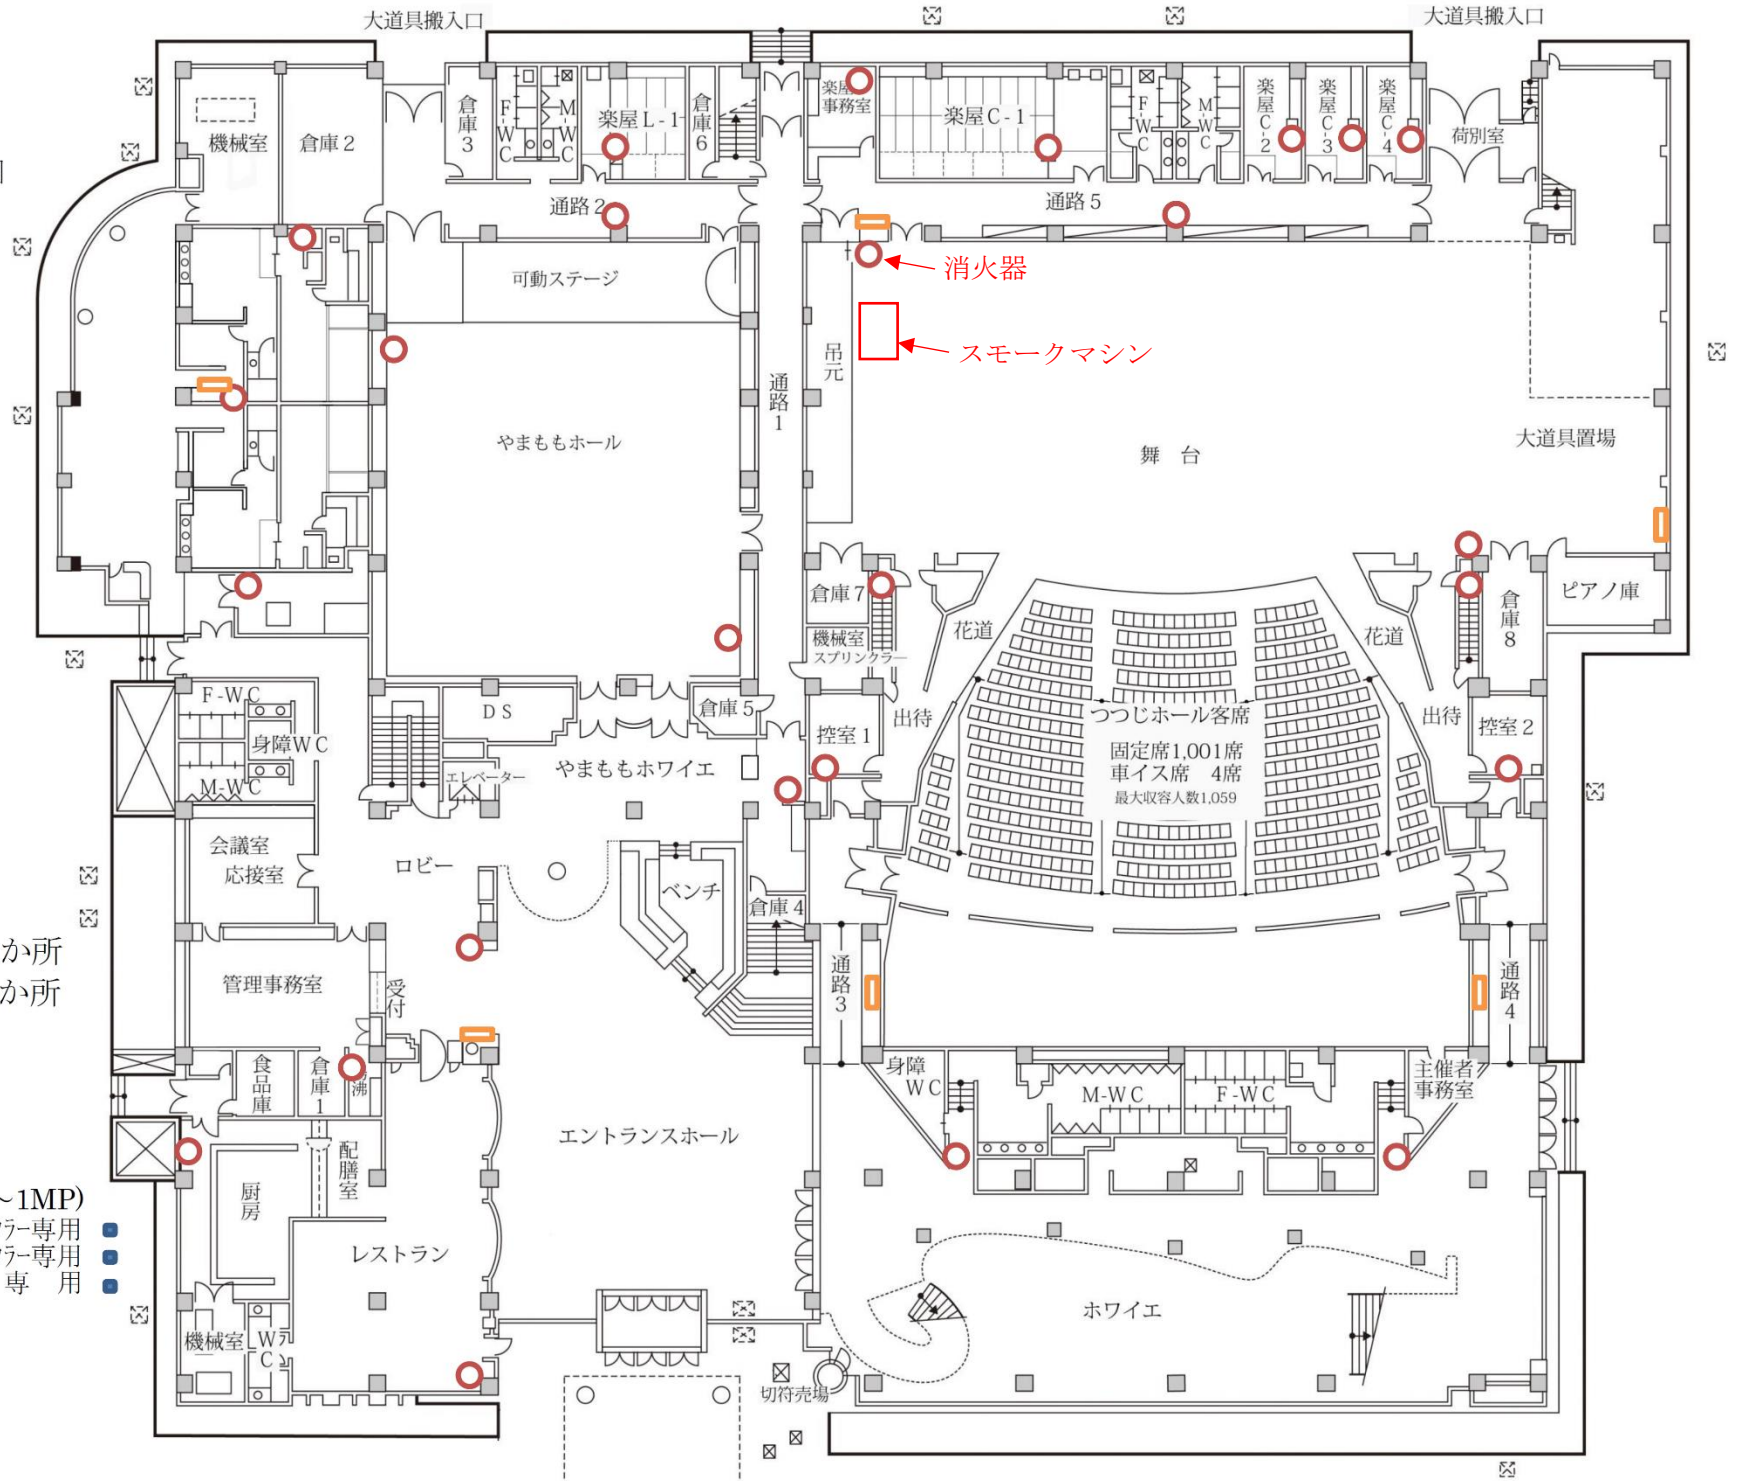 大道具搬入口
大道具搬入口
機械室
倉庫2
倉庫3
F-WC
M-WC
楽屋L-1
倉庫6
楽屋事務室
楽屋C-1
F-WC
M-WC
楽屋C-2
楽屋C-3
楽屋C-4
荷別室
通路2
通路5
可動ステージ
消火器
スモークマシン
吊元
通路1
やまももホール
舞台
大道具置場
倉庫7
機械室
スプリンクラー
花道
花道
倉庫8
ピアノ庫
F-WC
身障WC
M-WC
DS
倉庫5
エレベーター
やまももホワイエ
控室1
出待
つつじホール客席
固定席1,001席
車イス席 4席
最大収容人数1,059
出待
控室2
会議室
応接室
ロビー
ベンチ
倉庫4
か所
か所
管理事務室
受付
通路3
通路4
食品庫
倉庫1
沸
身障WC
M-WC
F-WC
主催者事務室
エントランスホール
配膳室
厨房
~1MP)
ラー専用
ラー専用
専用
レストラン
機械室
WC
ホワイエ
切符売場